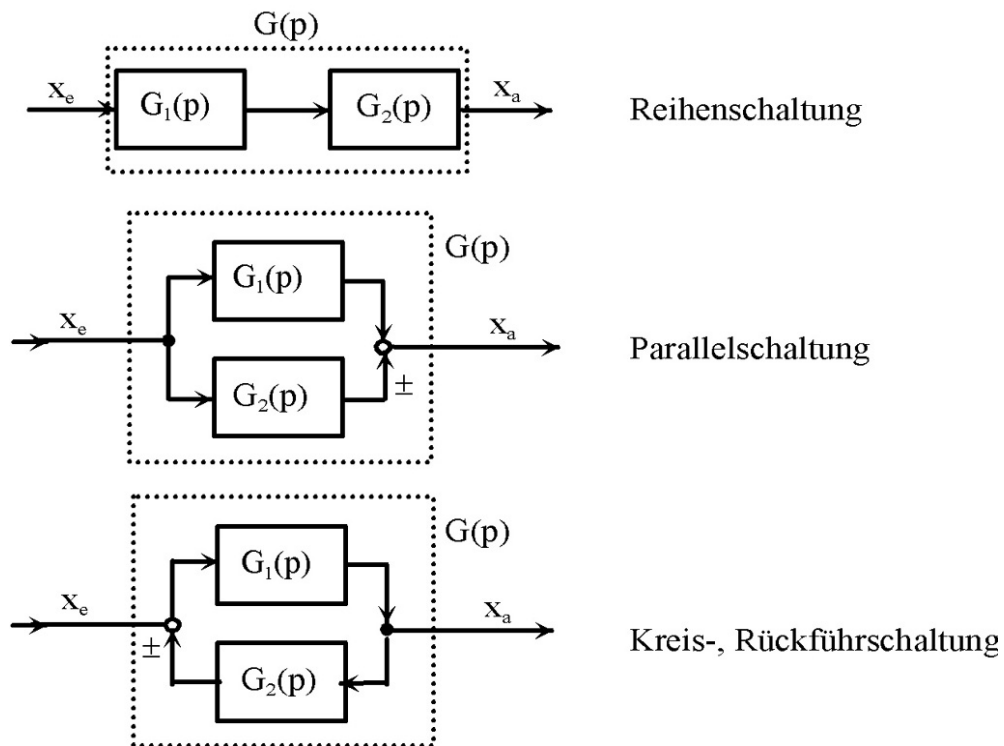 G(p)
xₑ G₁(p) G₂(p) xₐ Reihenschaltung
G₁(p) G(p)
xₑ xₐ Parallelschaltung
G₂(p) ±
G₁(p) G(p)
xₑ xₐ
± G₂(p) Kreis-, Rückführschaltung